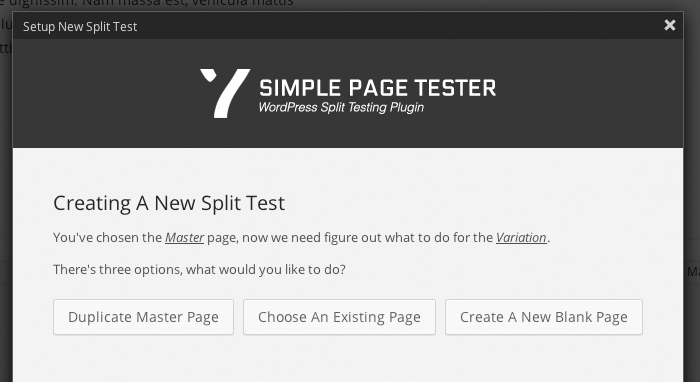 dignissim. Nam massa est, vehicula mattis
Setup New Split Test
SIMPLE PAGE TESTER
WordPress Split Testing Plugin
Creating A New Split Test
You've chosen the Master page, now we need figure out what to do for the Variation.
There's three options, what would you like to do?
Duplicate Master Page
Choose An Existing Page
Create A New Blank Page